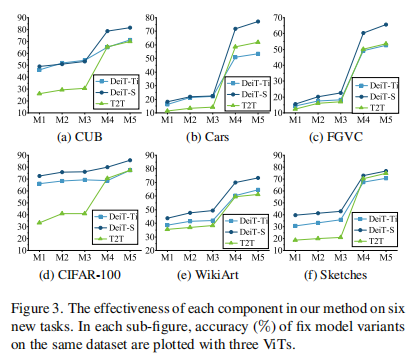 90
80
70
60
50
40
30
20
M1 M2 M3 M4 M5
DeiT-Ti
DeiT-S
T2T
(a) CUB
80
70
60
50
40
30
20
10
M1 M2 M3 M4 M5
DeiT-Ti
DeiT-S
T2T
(b) Cars
70
60
50
40
30
20
10
0
M1 M2 M3 M4 M5
DeiT-Ti
DeiT-S
T2T
(c) FGVC
90
80
70
60
50
40
30
20
M1 M2 M3 M4 M5
DeiT-Ti
DeiT-S
T2T
(d) CIFAR-100
90
80
70
60
50
40
30
20
M1 M2 M3 M4 M5
DeiT-Ti
DeiT-S
T2T
(e) WikiArt
80
70
60
50
40
30
20
10
M1 M2 M3 M4 M5
DeiT-Ti
DeiT-S
T2T
(f) Sketches
Figure 3. The effectiveness of each component in our method on six
new tasks. In each sub-figure, accuracy (%) of fix model variants
on the same dataset are plotted with three ViTs.